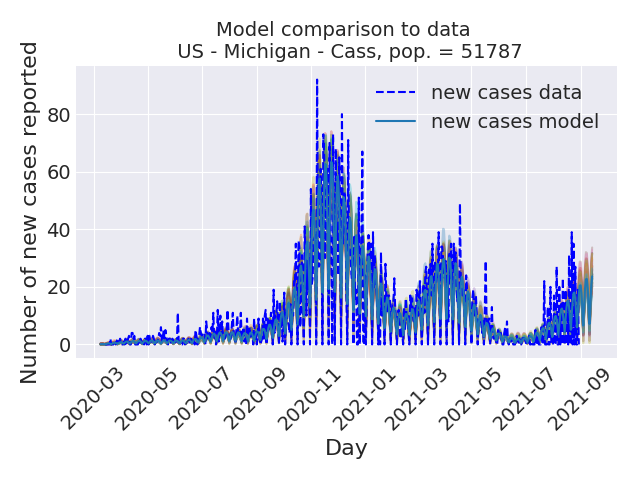 Model comparison to data
US - Michigan - Cass, pop. = 51787
Number of new cases reported
80
60
40
20
0
new cases data
new cases model
2020-03
2020-05
2020-07
2020-09
2020-11
2021-01
2021-03
2021-05
2021-07
2021-09
Day